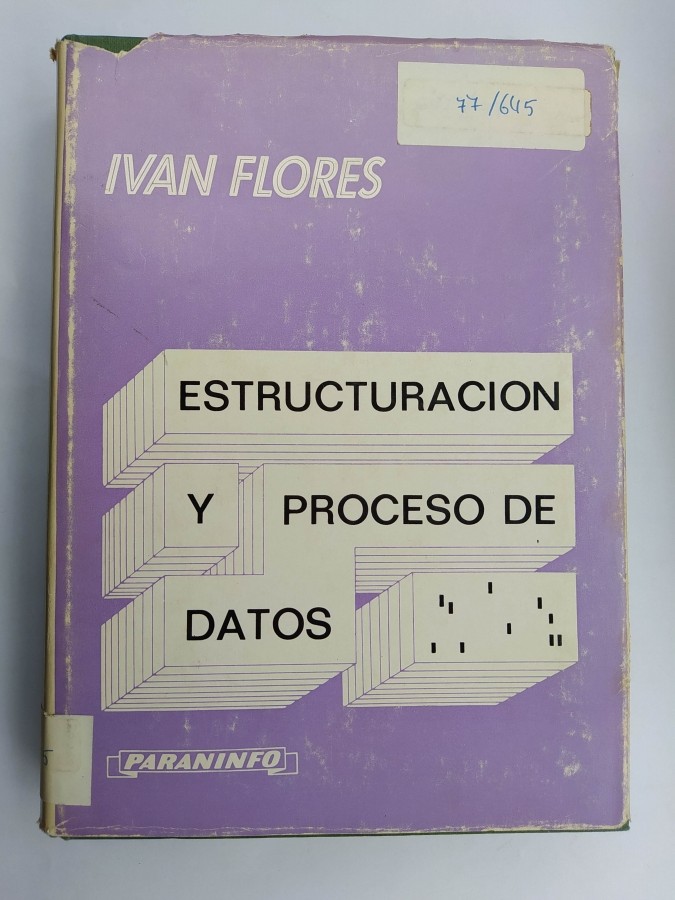 77/645
IVAN FLORES
ESTRUCTURACION
Y PROCESO DE
DATOS
PARANINFO